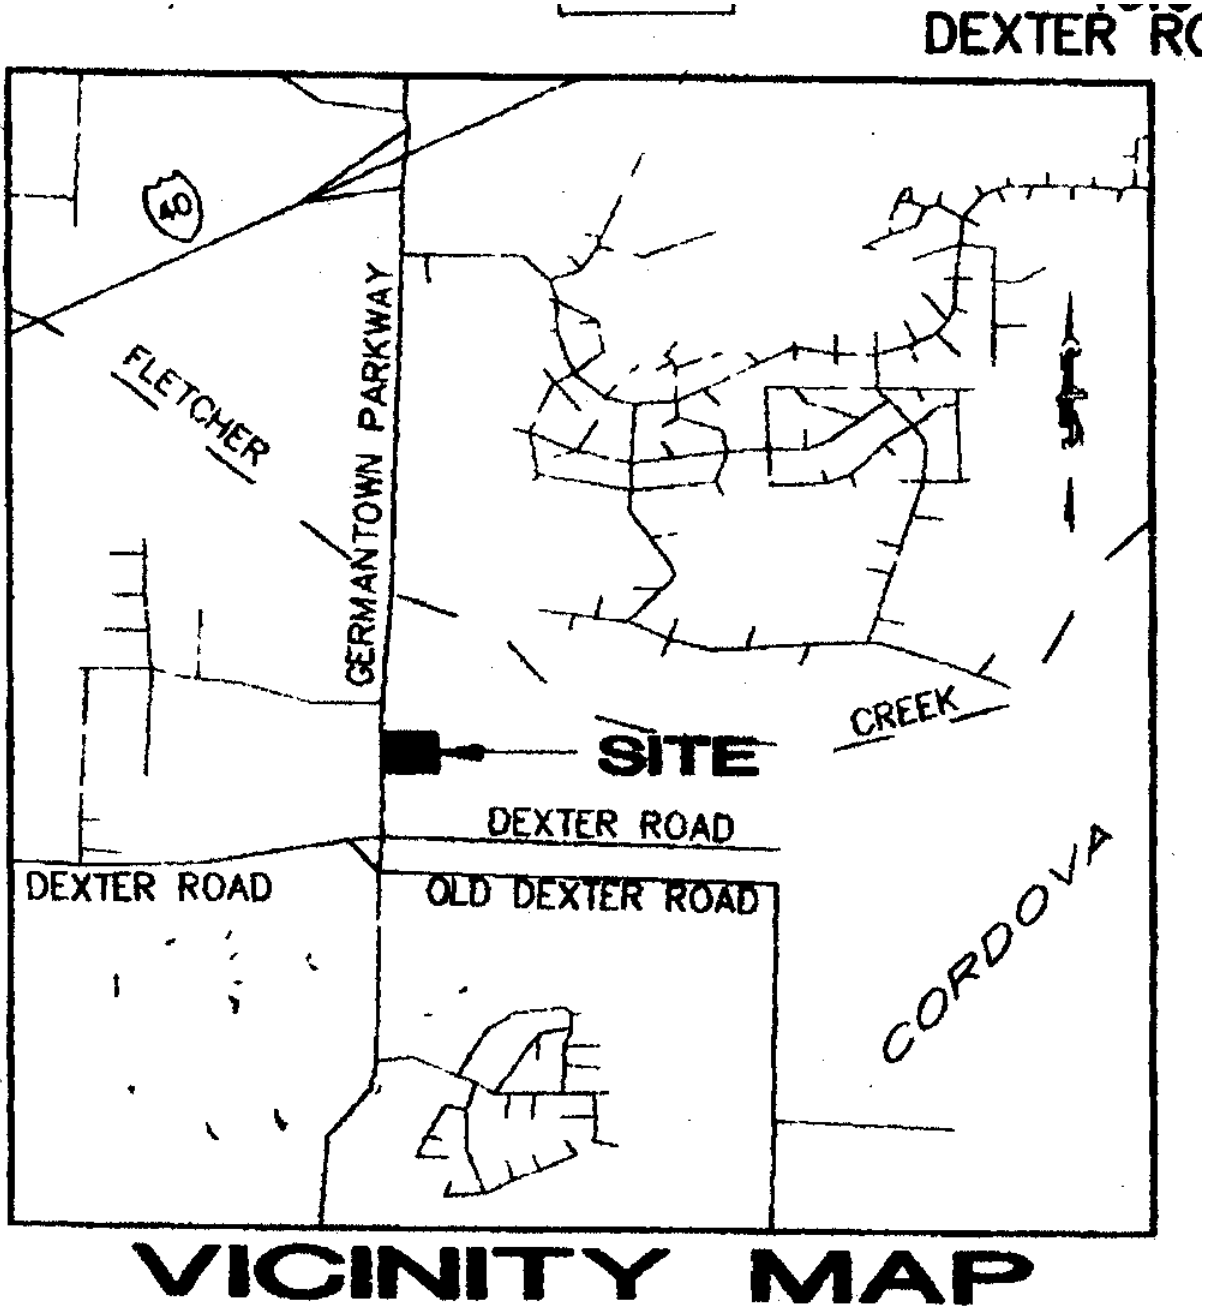 DEXTER
40
FLETCHER
GERMANTOWN PARKWAY
CREEK
SITE
DEXTER ROAD
DEXTER ROAD
OLD DEXTER ROAD
CORDOVA
VICINITY MAP